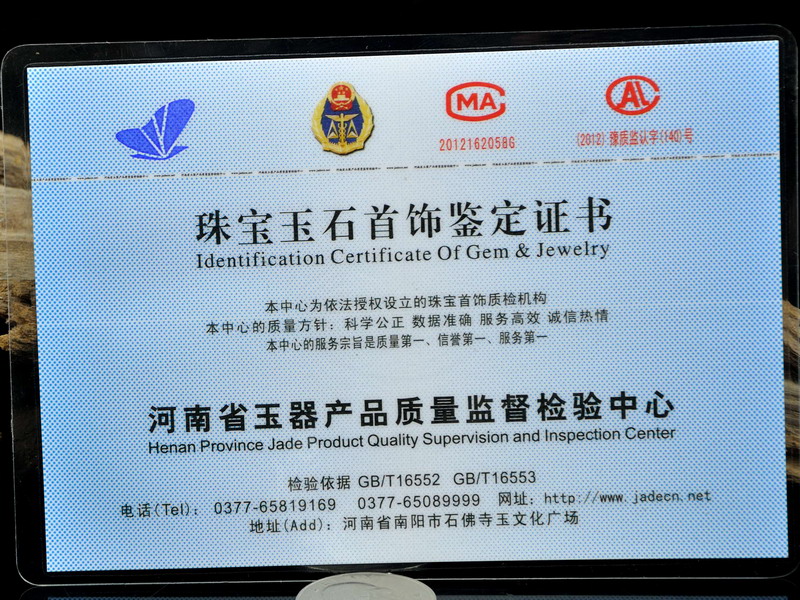 MA
AL
2012162058G
(2012)豫质监认字(140)号
珠宝玉石首饰鉴定证书
Identification Certificate Of Gem & Jewelry
本中心为依法授权设立的珠宝首饰质检机构
本中心的质量方针：科学公正 数据准确 服务高效 诚信热情
本中心的服务宗旨是质量第一、信誉第一、服务第一
河南省玉器产品质量监督检验中心
Henan Province Jade Product Quality Supervision and Inspection Center
检验依据 GB/T16552 GB/T16553
电话(Tel)： 0377-65819169 0377-65089999 网址：http://www.jadecn.net
地址(Add)：河南省南阳市石佛寺玉文化广场